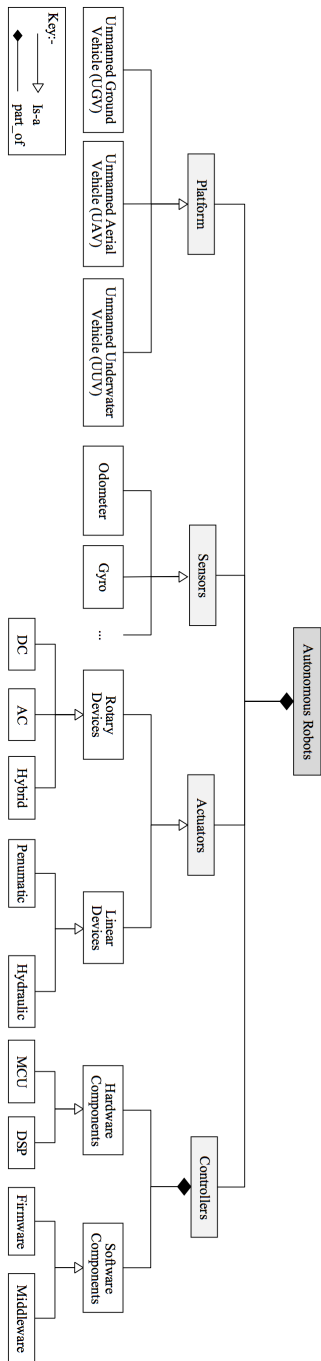 Autonomous Robots
Platform
Sensors
Actuators
Controllers
Unmanned Ground
Vehicle (UGV)
Unmanned Aerial
Vehicle (UAV)
Unmanned Underwater
Vehicle (UUV)
Odometer
Gyro
...
Rotary
Devices
Linear
Devices
Hardware
Components
Software
Components
DC
AC
Hybrid
Penumatic
Hydraulic
MCU
DSP
Firmware
Middleware
Key:-
Is-a
part_of